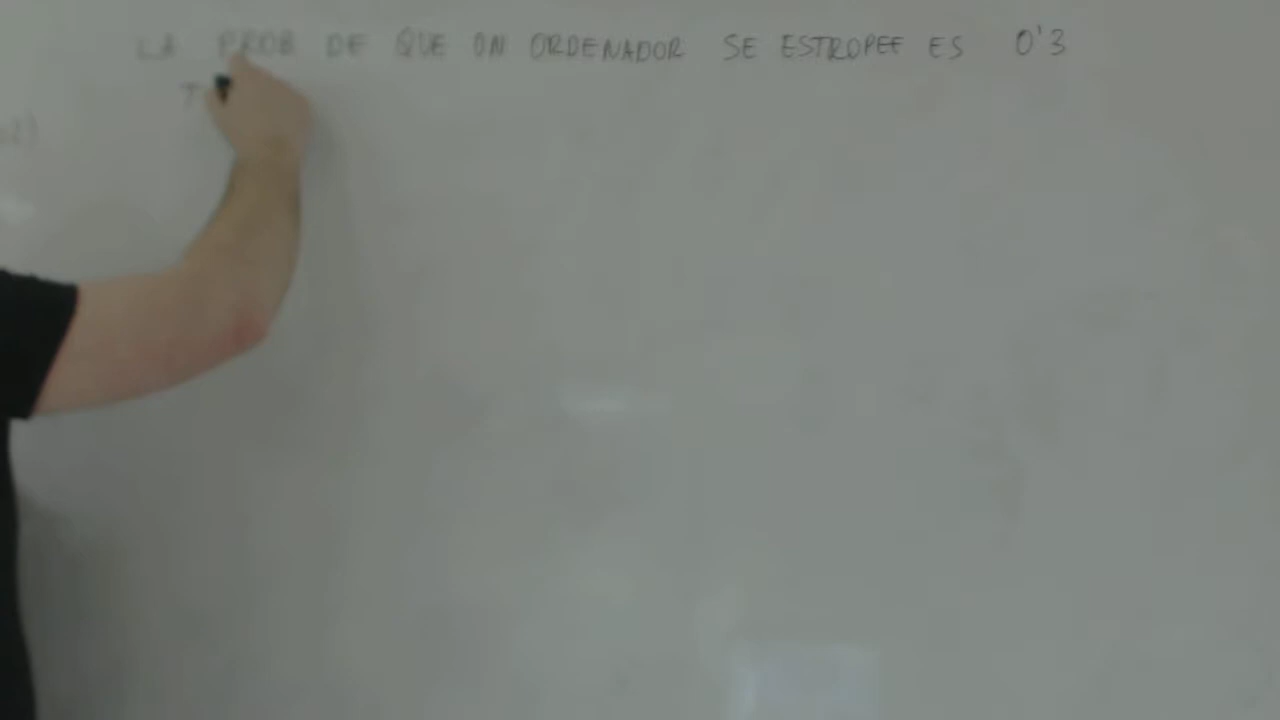 LA PROB DE QUE UN ORDENADOR SE ESTROPEE ES 0'3
T